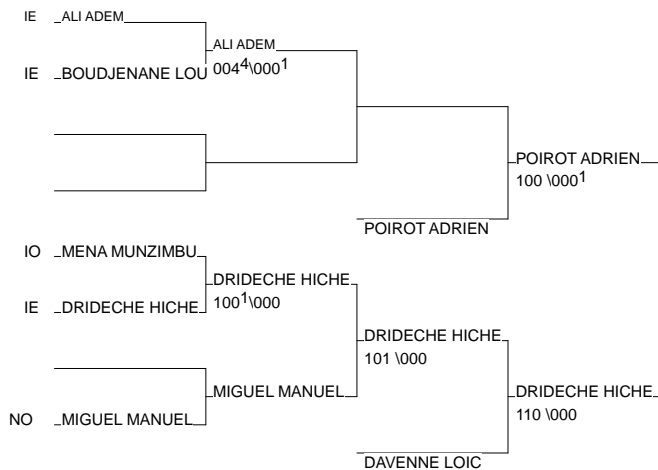 IE ALI ADEM
ALI ADEM
004⁴\000¹
IE BOUDJENANE LOU
POIROT ADRIEN
100 \000¹
POIROT ADRIEN
IO MENA MUNZIMBU
DRIDECHE HICHE
100¹\000
IE DRIDECHE HICHE
DRIDECHE HICHE
101 \000
MIGUEL MANUEL
DRIDECHE HICHE
110 \000
NO MIGUEL MANUEL
DAVENNE LOIC